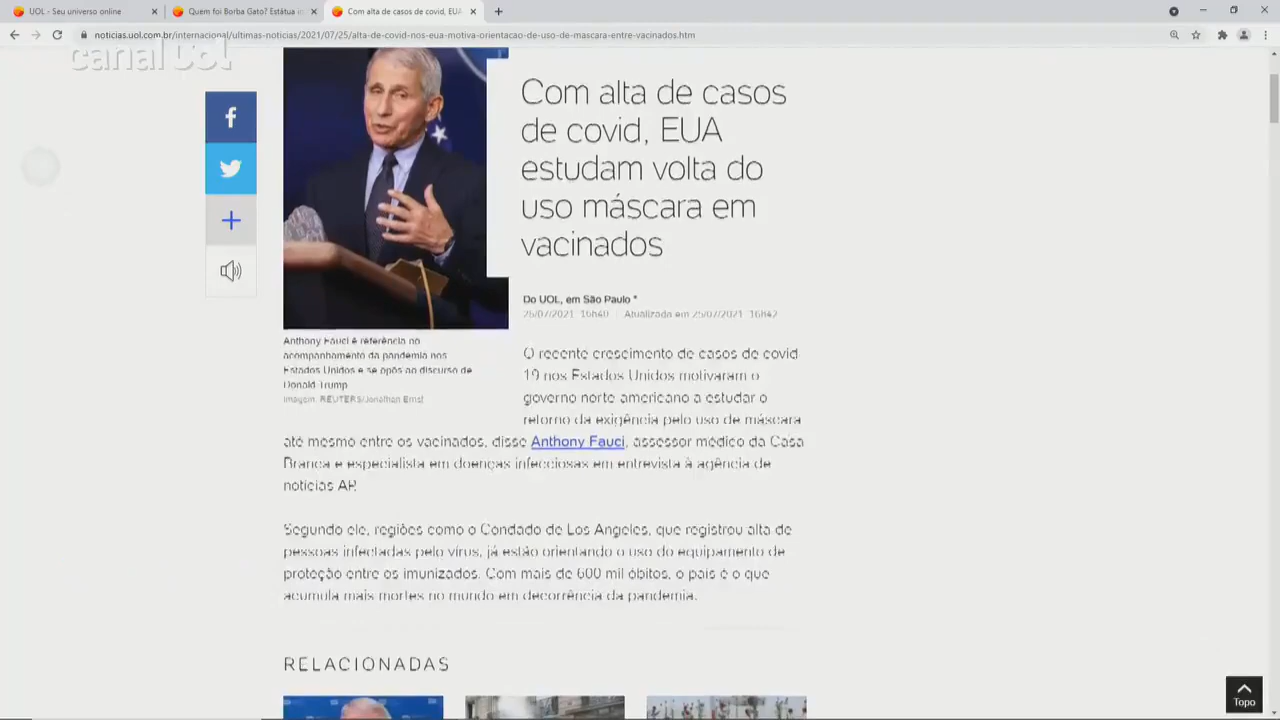 UOL - Seu universo online
Quem foi Borba Gato? Estátua in
Com alta de casos de covid, EUA
noticias.uol.com.br/internacional/ultimas-noticias/2021/07/25/alta-de-covid-nos-eua-motiva-orientacao-de-uso-de-mascara-entre-vacinados.htm
canal uol
Com alta de casos
de covid, EUA
estudam volta do
uso máscara em
vacinados
Do UOL, em São Paulo *
25/07/2021 16h40 Atualizada em 25/07/2021 16h42
Anthony Fauci é referência no
acompanhamento da pandemia nos
Estados Unidos e se opôs ao discurso de
Donald Trump
Imagem: REUTERS/Jonathan Ernst
O recente crescimento de casos de covid
19 nos Estados Unidos motivaram o
governo norte americano a estudar o
retorno da exigência pelo uso de máscara
até mesmo entre os vacinados, disse Anthony Fauci, assessor médico da Casa
Branca e especialista em doenças infecciosas em entrevista à agência de
notícias AP.
Segundo ele, regiões como o Condado de Los Angeles, que registrou alta de
pessoas infectadas pelo vírus, já estão orientando o uso do equipamento de
proteção entre os imunizados. Com mais de 600 mil óbitos, o país é o que
acumula mais mortes no mundo em decorrência da pandemia.
RELACIONADAS
Topo